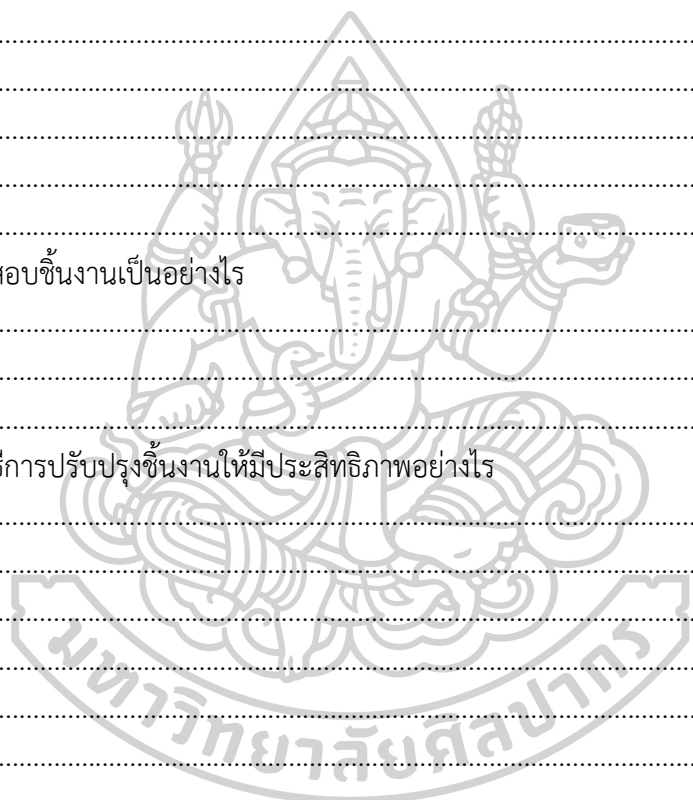 สอบชิ้นงานเป็นอย่างไร
ธีการปรับปรุงชิ้นงานให้มีประสิทธิภาพอย่างไร
มหาวิทยาลัยศิลปากร